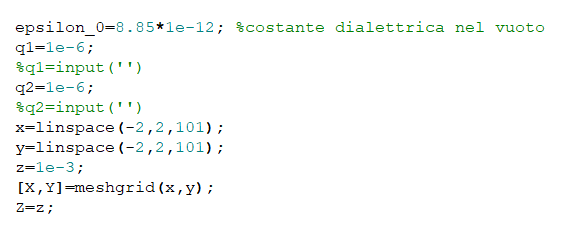 epsilon_0=8.85*1e-12; %costante dialettrica nel vuoto
q1=1e-6;
%q1=input('')
q2=1e-6;
%q2=input('')
x=linspace(-2,2,101);
y=linspace(-2,2,101);
z=1e-3;
[X,Y]=meshgrid(x,y);
Z=z;